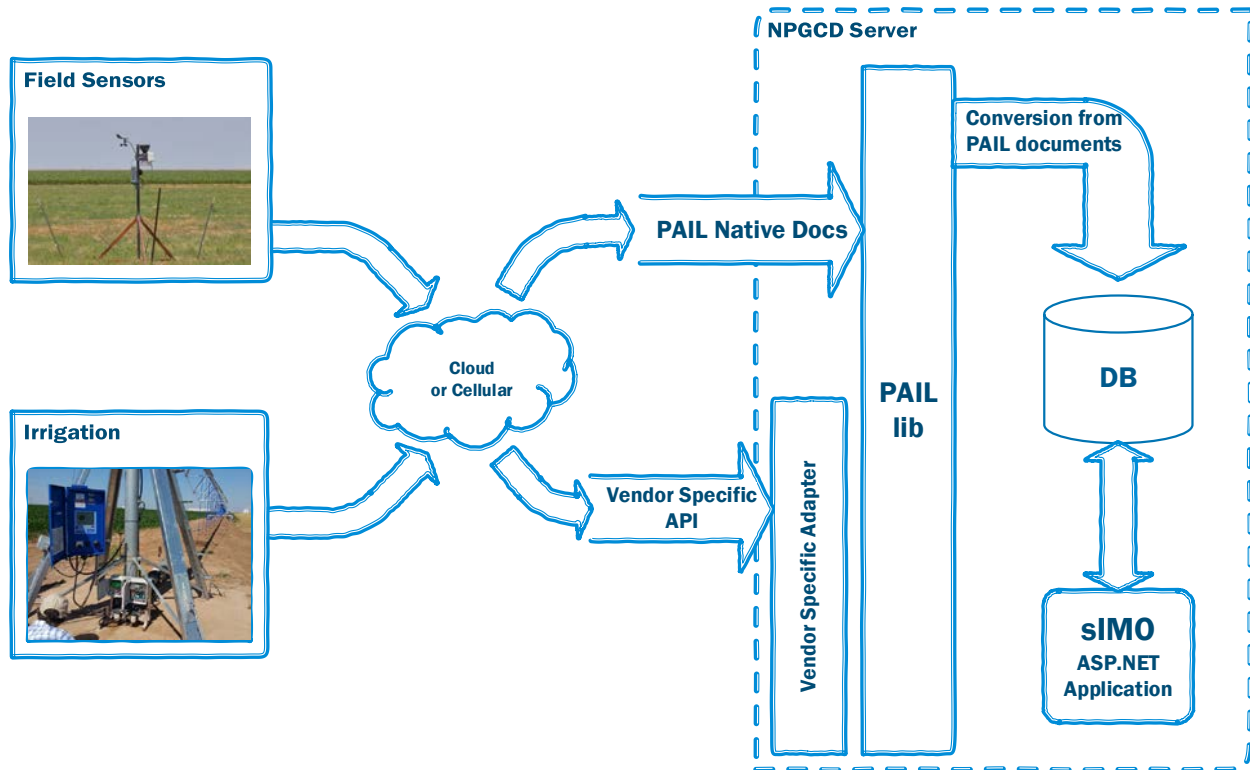 NPGCD Server
Field Sensors
Conversion from
PAIL documents
PAIL Native Docs
Cloud
or Cellular
DB
PAIL
lib
Irrigation
Vendor Specific
API
Vendor Specific Adapter
sIMO
ASP.NET
Application